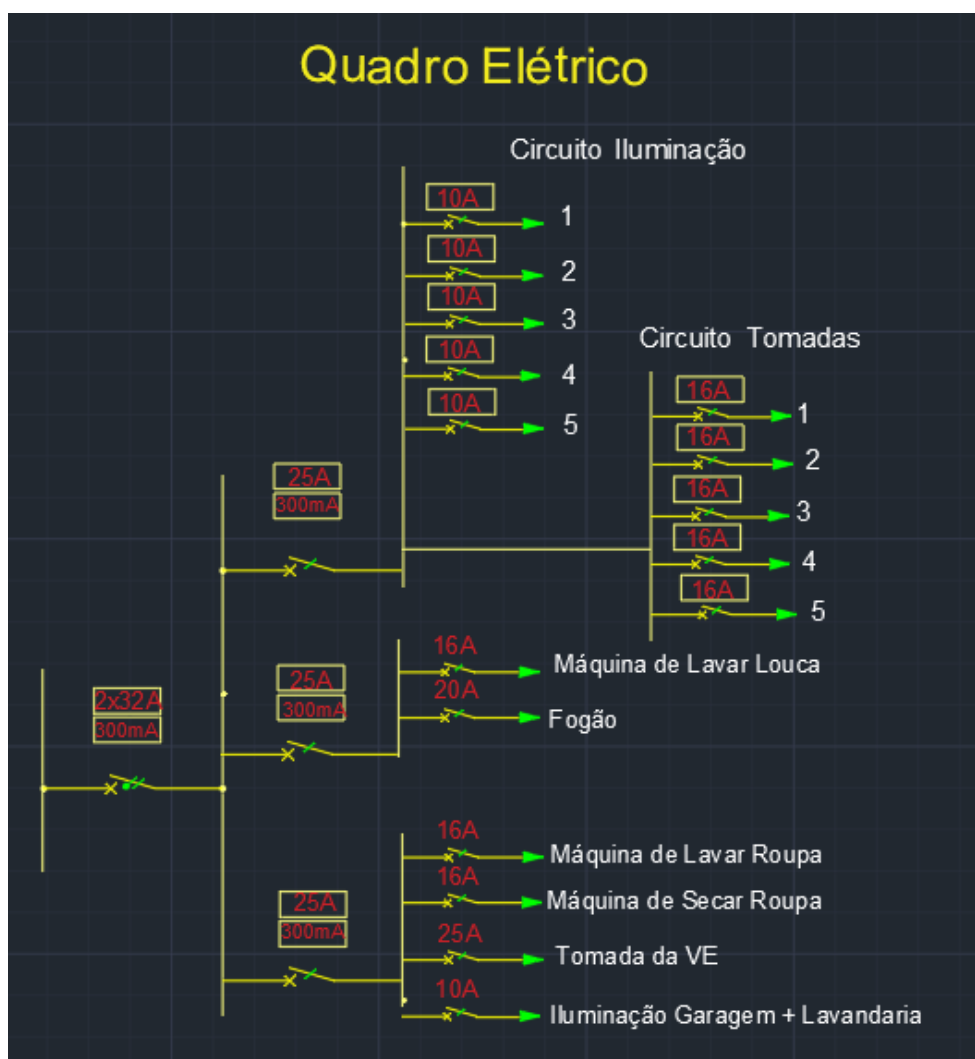 Quadro Elétrico
Circuito Iluminação
10A
1
10A
2
10A
3
10A
4
10A
5
Circuito Tomadas
16A
1
16A
2
16A
3
16A
4
16A
5
25A
300mA
2x32A
300mA
25A
300mA
16A
Máquina de Lavar Louca
20A
Fogão
25A
300mA
16A
Máquina de Lavar Roupa
16A
Máquina de Secar Roupa
25A
Tomada da VE
10A
Iluminação Garagem + Lavandaria